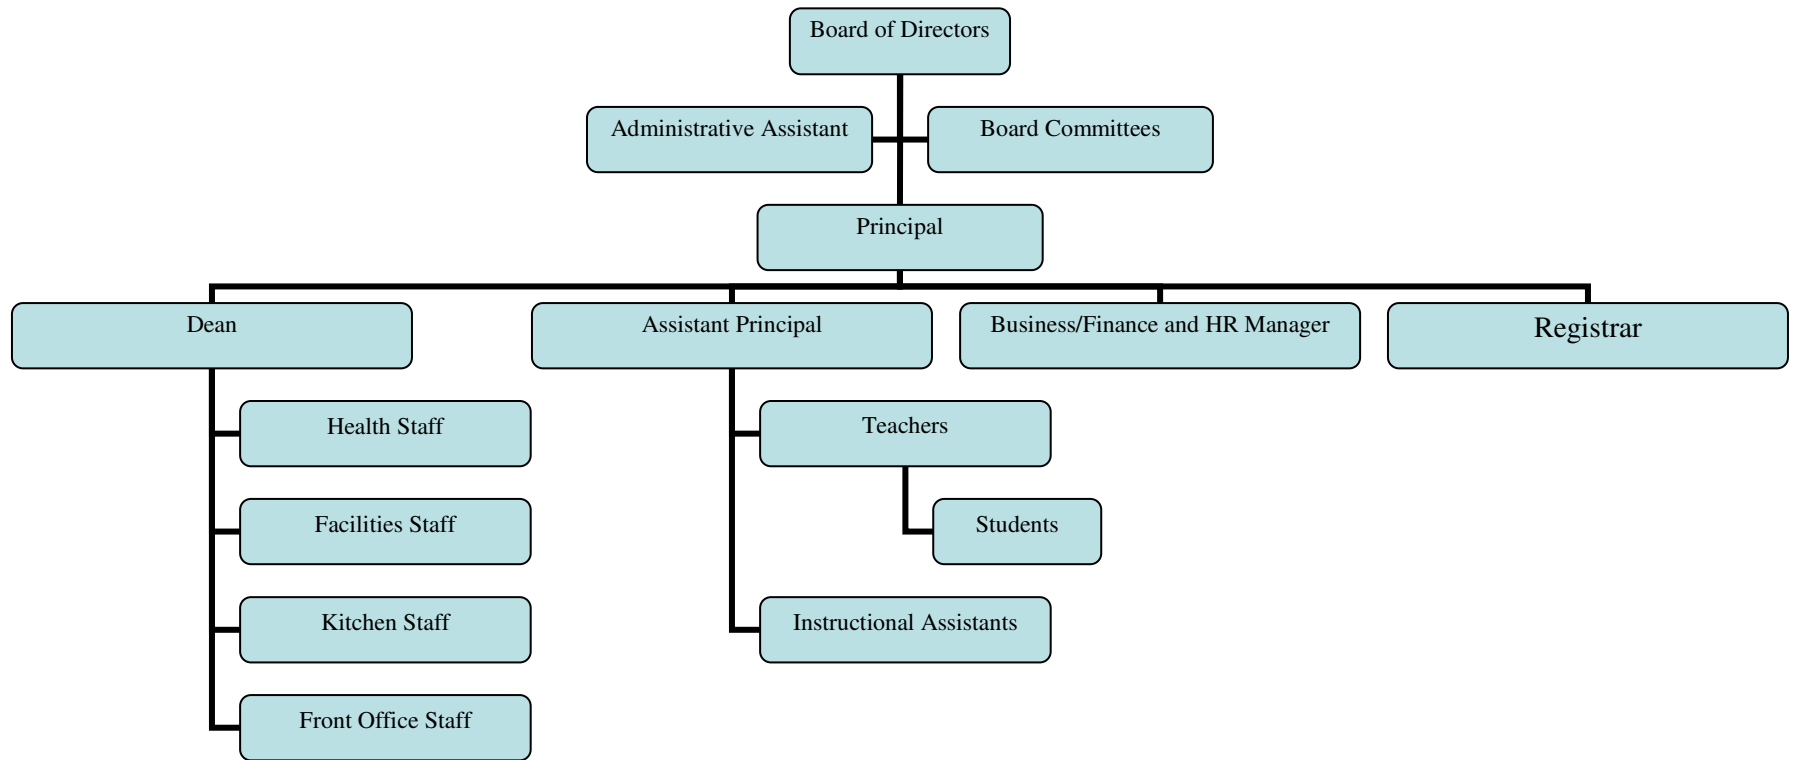 Board of Directors
Administrative Assistant
Board Committees
Principal
Dean
Assistant Principal
Business/Finance and HR Manager
Registrar
Health Staff
Teachers
Facilities Staff
Students
Kitchen Staff
Instructional Assistants
Front Office Staff